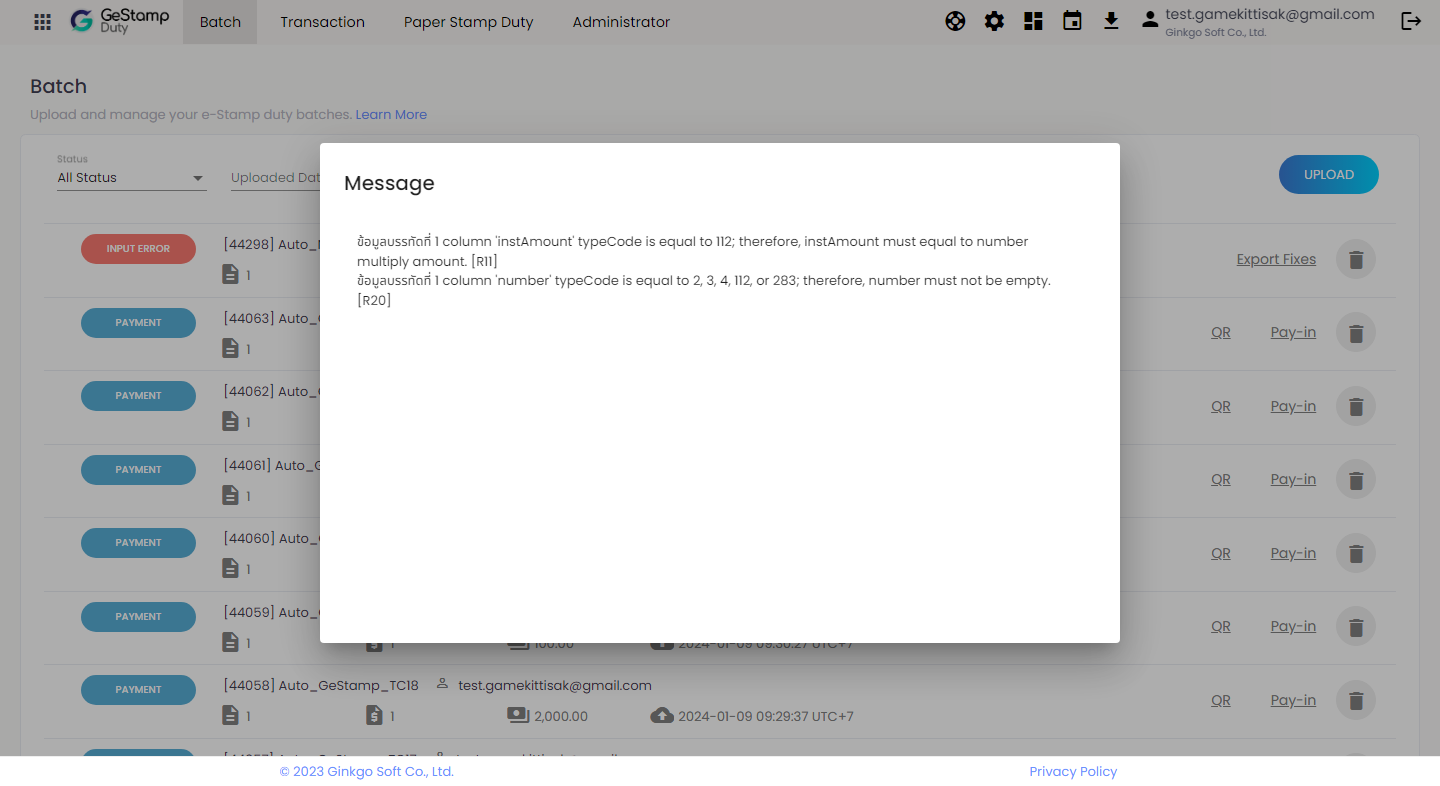 GeStamp
Duty
Batch
Transaction
Paper Stamp Duty
Administrator
test.gamekittisak@gmail.com
Ginkgo Soft Co., Ltd.
Batch
Upload and manage your e-Stamp duty batches. Learn More
Status
All Status
Uploaded Dat
UPLOAD
Message
ข้อมูลบรรทัดที่ 1 column 'instAmount' typeCode is equal to 112; therefore, instAmount must equal to number
multiply amount. [R11]
ข้อมูลบรรทัดที่ 1 column 'number' typeCode is equal to 2, 3, 4, 112, or 283; therefore, number must not be empty.
[R20]
INPUT ERROR
[44298] Auto_
1
Export Fixes
PAYMENT
[44063] Auto_
1
QR
Pay-in
PAYMENT
[44062] Auto_
1
QR
Pay-in
PAYMENT
[44061] Auto_G
1
QR
Pay-in
PAYMENT
[44060] Auto_
1
QR
Pay-in
PAYMENT
[44059] Auto_
1
1
100.00
2024-01-09 09:30:27 UTC+7
QR
Pay-in
PAYMENT
[44058] Auto_GeStamp_TC18
test.gamekittisak@gmail.com
1
1
2,000.00
2024-01-09 09:29:37 UTC+7
QR
Pay-in
© 2023 Ginkgo Soft Co., Ltd.
Privacy Policy